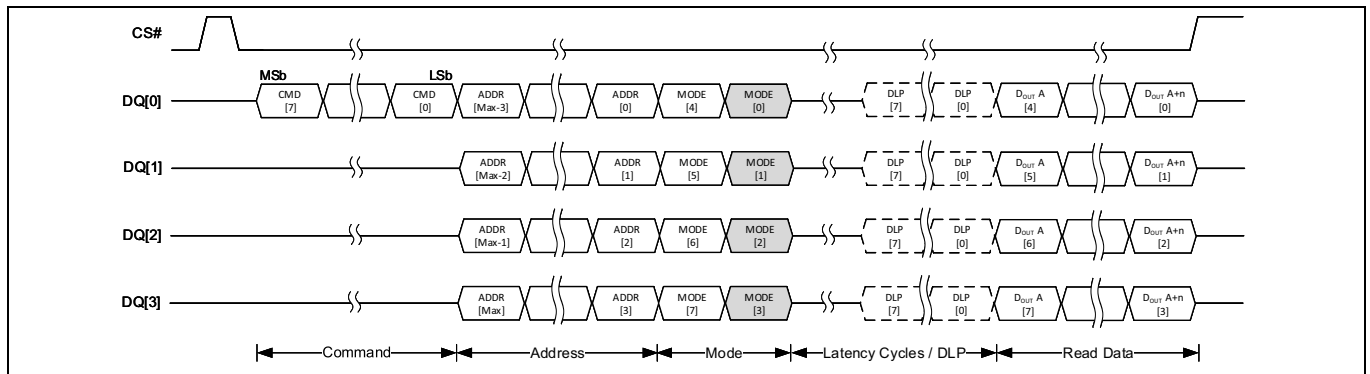 CS#
MSb LSb
DQ[0] CMD [7] CMD [0] ADDR [Max-3] ADDR [0] MODE [4] MODE [0] DLP [7] DLP [0] DOUT A [4] DOUT A+n [0]
DQ[1] ADDR [Max-2] ADDR [1] MODE [5] MODE [1] DLP [7] DLP [0] DOUT A [5] DOUT A+n [1]
DQ[2] ADDR [Max-1] ADDR [2] MODE [6] MODE [2] DLP [7] DLP [0] DOUT A [6] DOUT A+n [2]
DQ[3] ADDR [Max] ADDR [3] MODE [7] MODE [3] DLP [7] DLP [0] DOUT A [7] DOUT A+n [3]
Command Address Mode Latency Cycles / DLP Read Data